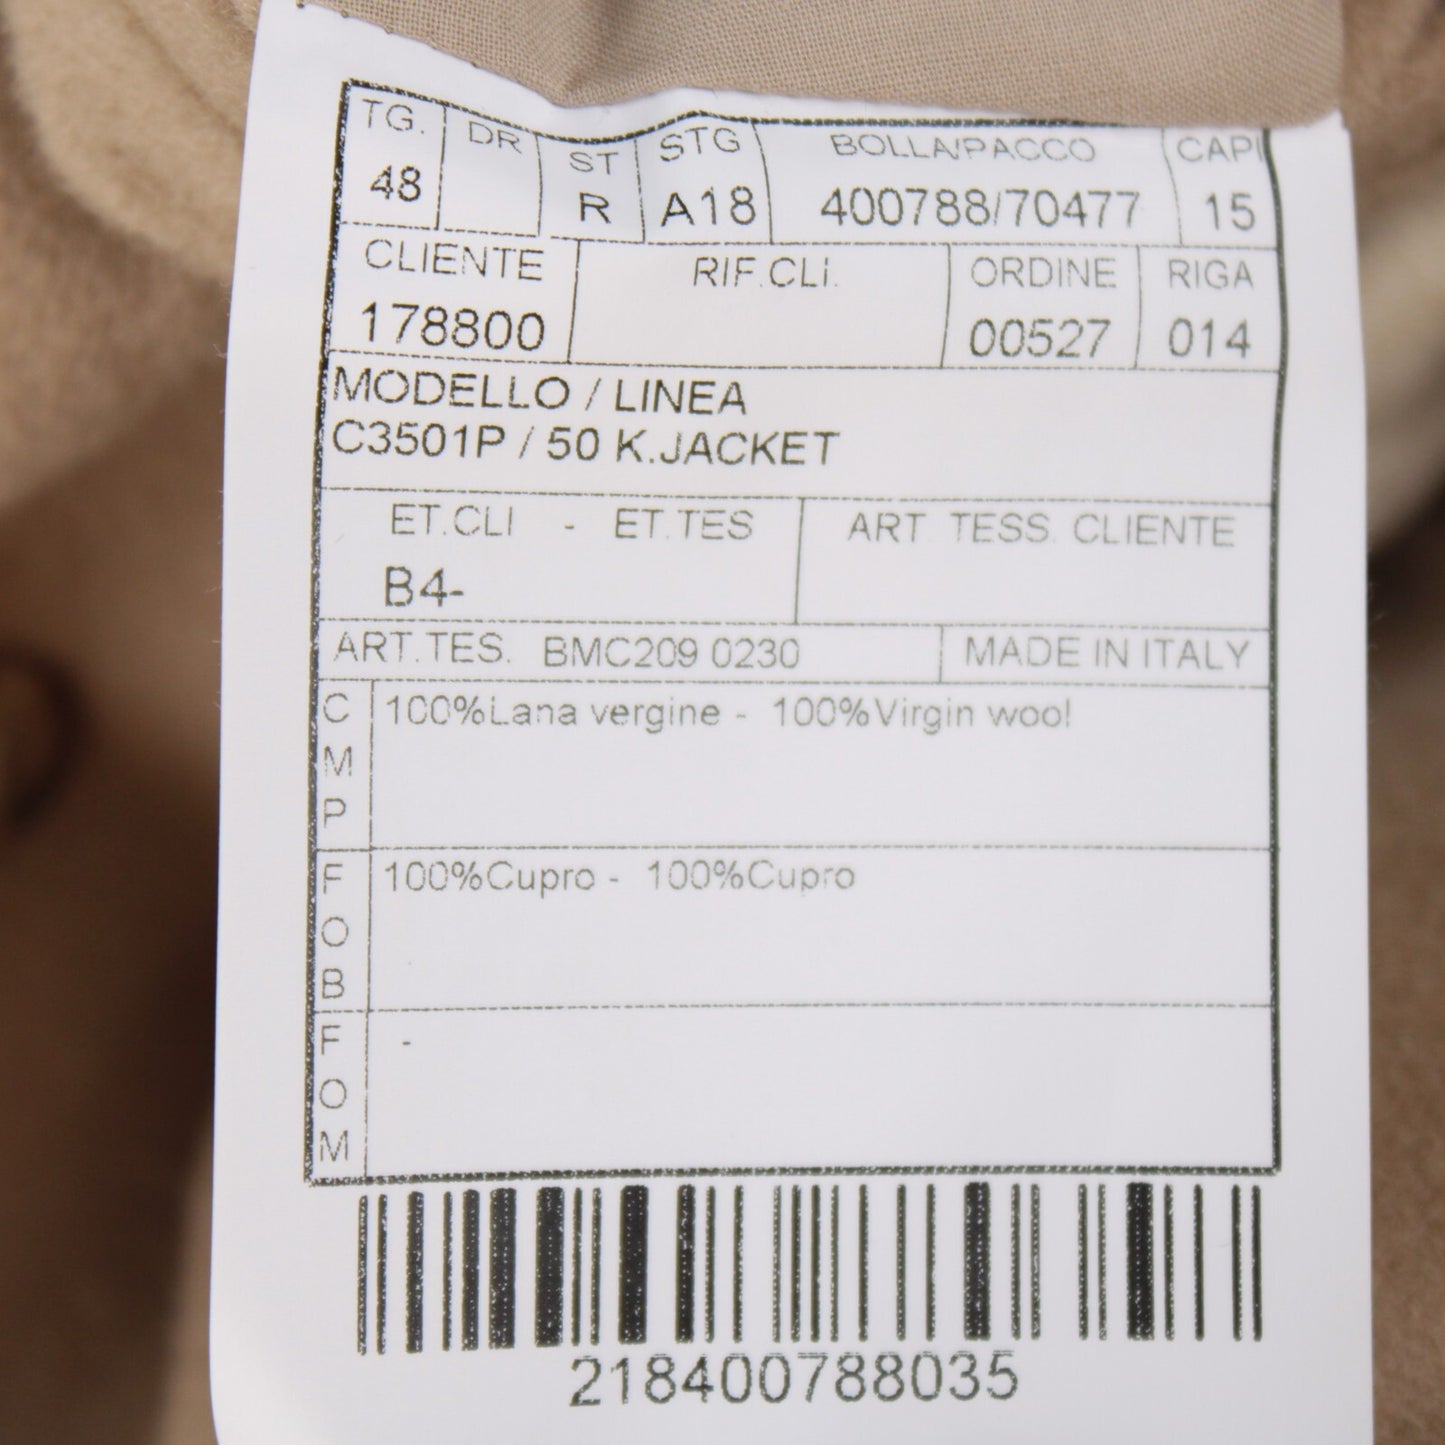 TG. DR ST STG BOLLA/PACCO CAPI
48 R A18 400788/70477 15
CLIENTE RIF.CLI. ORDINE RIGA
178800 00527 014
MODELLO / LINEA
C3501P / 50 K.JACKET
ET.CLI - ET.TES ART TESS. CLIENTE
B4-
ART.TES. BMC209 0230 MADE IN ITALY
CMP 100%Lana vergine - 100%Virgin wool
FOB 100%Cupro - 100%Cupro
FOM -
218400788035